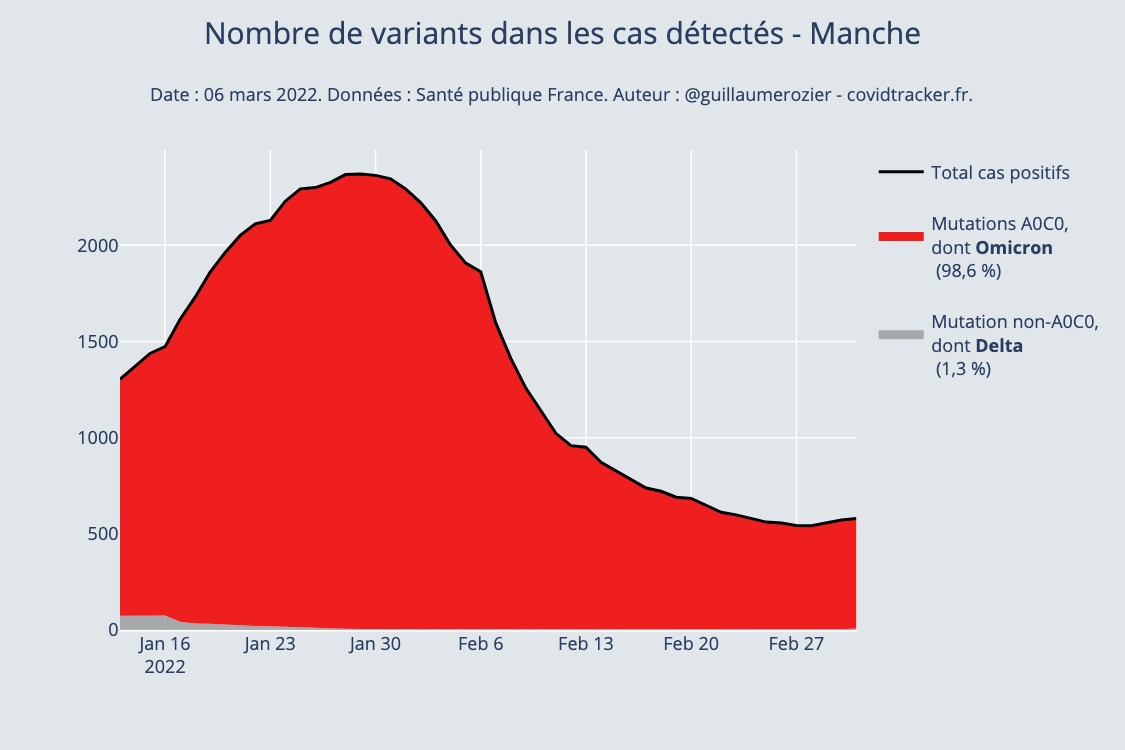 Nombre de variants dans les cas détectés - Manche
Date : 06 mars 2022. Données : Santé publique France. Auteur : @guillaumerozier - covidtracker.fr.
Total cas positifs
Mutations A0C0,
dont Omicron
(98,6 %)
Mutation non-A0C0,
dont Delta
(1,3 %)
2000
1500
1000
500
0
Jan 16 Jan 23 Jan 30 Feb 6 Feb 13 Feb 20 Feb 27
2022